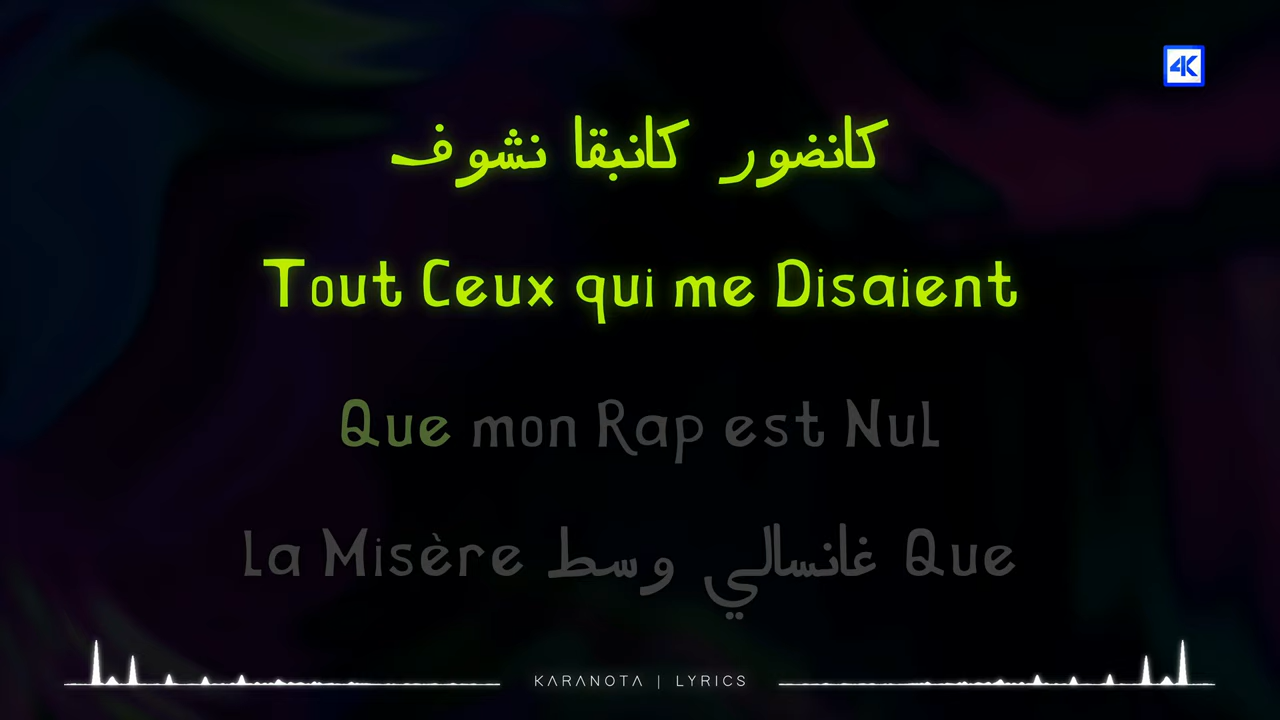 4K
كانضور كانبقا نشوف
Tout Ceux qui me Disaient
Que mon Rap est Nul
Que غانسالي وسط La Misère
KARANOTA | LYRICS